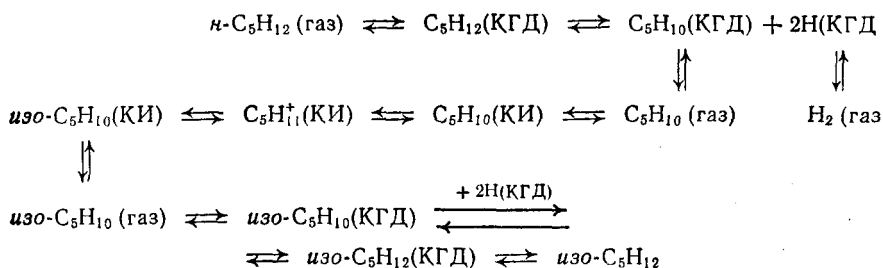 н-C₅H₁₂ (газ) ⇌ C₅H₁₂(КГД) ⇌ C₅H₁₀(КГД) + 2H(КГД
⇅ ⇅
изо-C₅H₁₀(КИ) ⇌ C₅H₁₁⁺(КИ) ⇌ C₅H₁₀(КИ) ⇌ C₅H₁₀ (газ) H₂ (газ
⇅
изо-C₅H₁₀ (газ) ⇌ изо-C₅H₁₀(КГД) + 2H(КГД) ⇌
⇌ изо-C₅H₁₂(КГД) ⇌ изо-C₅H₁₂